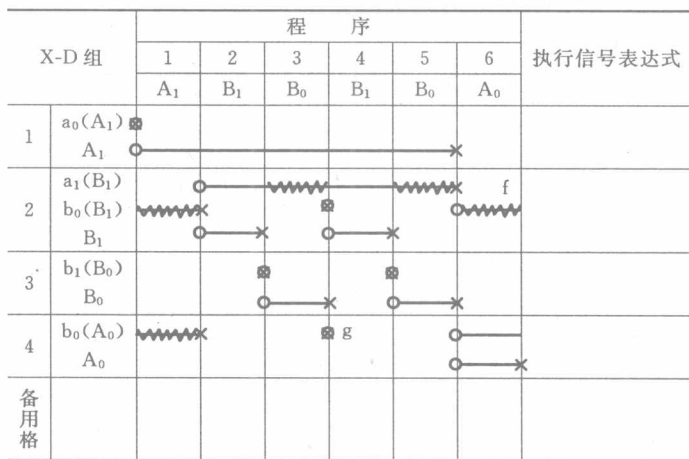 X-D组
程 序
执行信号表达式
1 2 3 4 5 6
A₁ B₁ B₀ B₁ B₀ A₀
1
a₀(A₁)
A₁
2
a₁(B₁)
f
b₀(B₁)
B₁
3
b₁(B₀)
B₀
4
b₀(A₀)
g
A₀
备
用
格